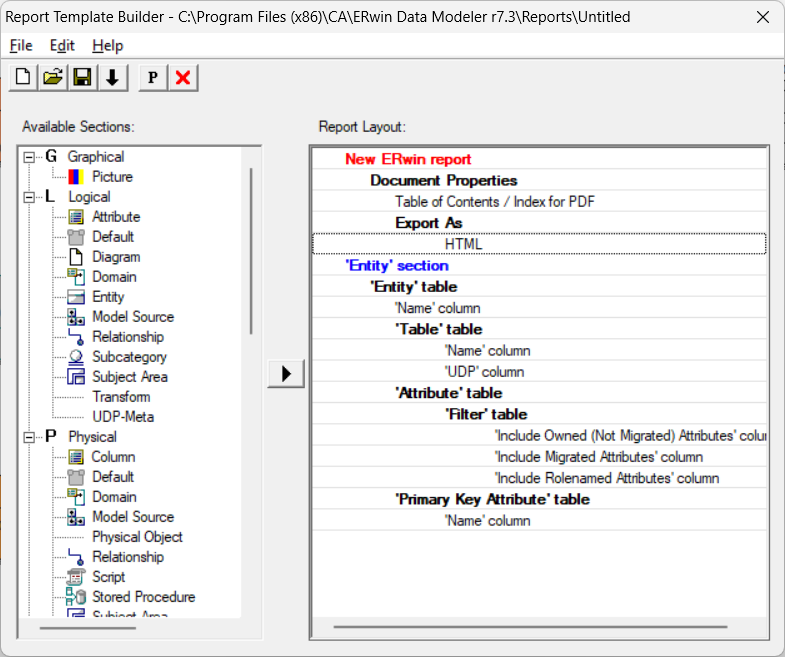 Report Template Builder - C:\Program Files (x86)\CA\ERwin Data Modeler r7.3\Reports\Untitled
File Edit Help
P
Available Sections:
G Graphical
Picture
L Logical
Attribute
Default
Diagram
Domain
Entity
Model Source
Relationship
Subcategory
Subject Area
Transform
UDP-Meta
P Physical
Column
Default
Domain
Model Source
Physical Object
Relationship
Script
Stored Procedure
Subject Area
Report Layout:
New ERwin report
Document Properties
Table of Contents / Index for PDF
Export As
HTML
'Entity' section
'Entity' table
'Name' column
'Table' table
'Name' column
'UDP' column
'Attribute' table
'Filter' table
'Include Owned (Not Migrated) Attributes' colu
'Include Migrated Attributes' column
'Include Rolenamed Attributes' column
'Primary Key Attribute' table
'Name' column